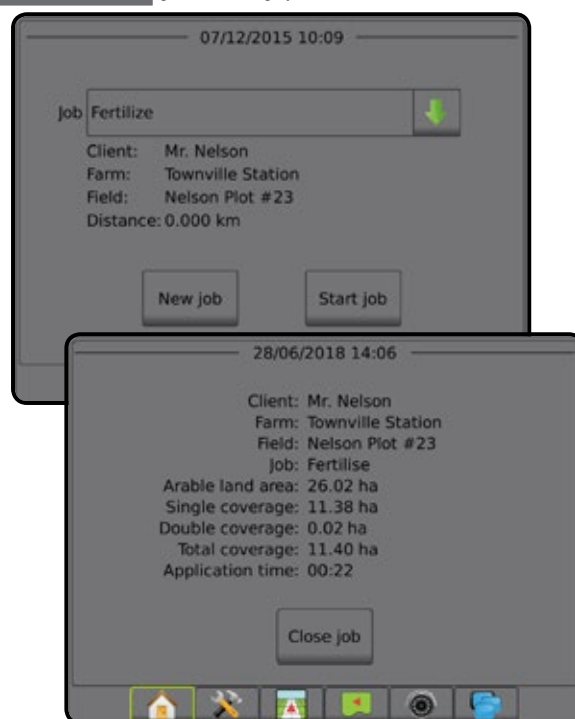 07/12/2015 10:09
Job Fertilize
Client: Mr. Nelson
Farm: Townville Station
Field: Nelson Plot #23
Distance: 0.000 km
New job Start job
28/06/2018 14:06
Client: Mr. Nelson
Farm: Townville Station
Field: Nelson Plot #23
Job: Fertilise
Arable land area: 26.02 ha
Single coverage: 11.38 ha
Double coverage: 0.02 ha
Total coverage: 11.40 ha
Application time: 00:22
Close job